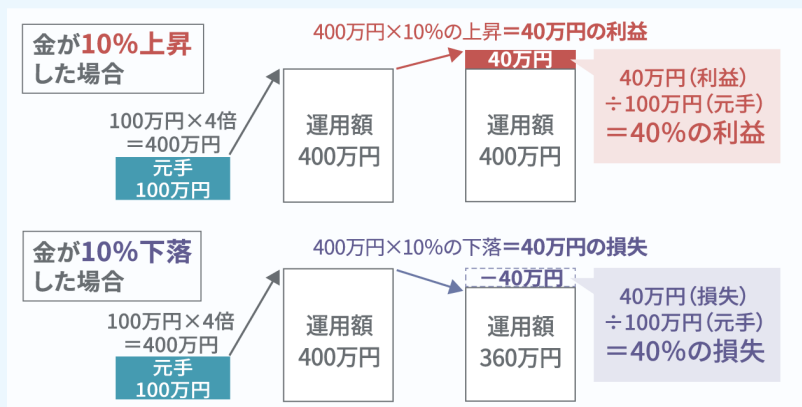 金が10%上昇
した場合
400万円×10%の上昇=40万円の利益
100万円×4倍
=400万円
元手
100万円
運用額
400万円
40万円
運用額
400万円
40万円(利益)
÷100万円(元手)
=40%の利益
金が10%下落
した場合
400万円×10%の下落=40万円の損失
100万円×4倍
=400万円
元手
100万円
運用額
400万円
-40万円
運用額
360万円
40万円(損失)
÷100万円(元手)
=40%の損失